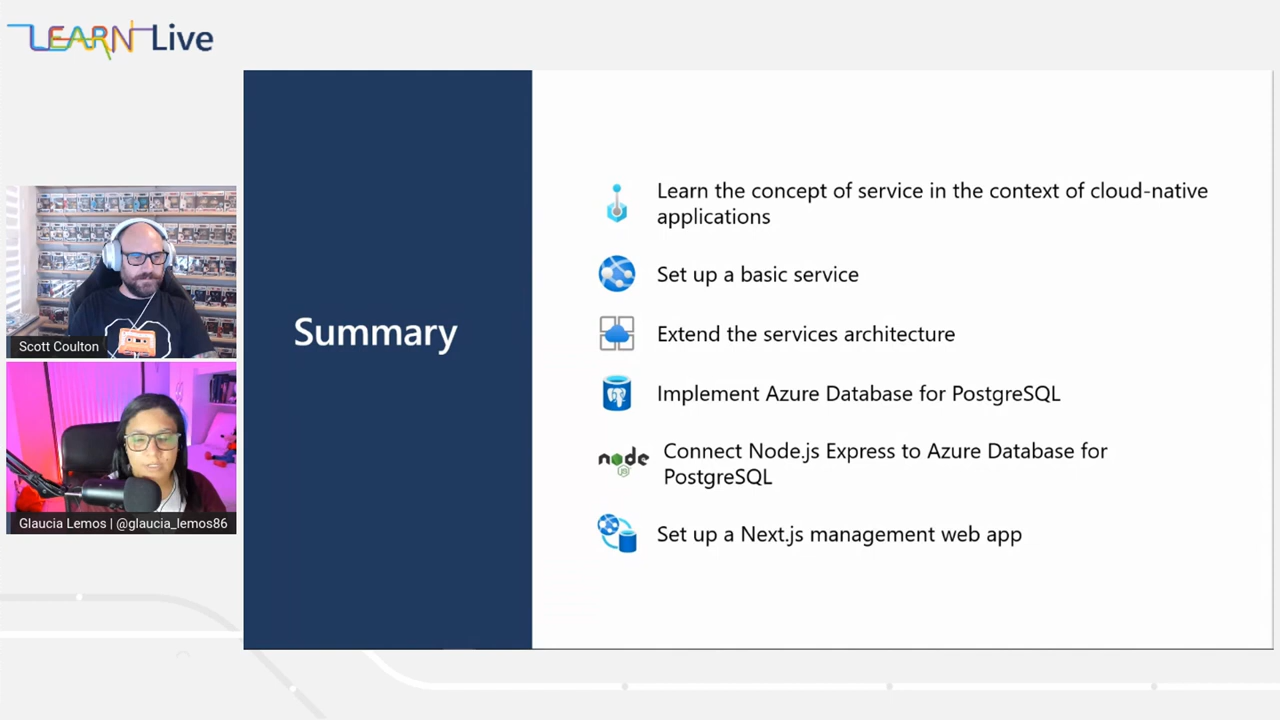 LEARN Live
Summary
Learn the concept of service in the context of cloud-native
applications
Set up a basic service
Extend the services architecture
Implement Azure Database for PostgreSQL
node
JS
Connect Node.js Express to Azure Database for
PostgreSQL
Set up a Next.js management web app
Scott Coulton
Glaucia Lemos | @glaucia_lemos86